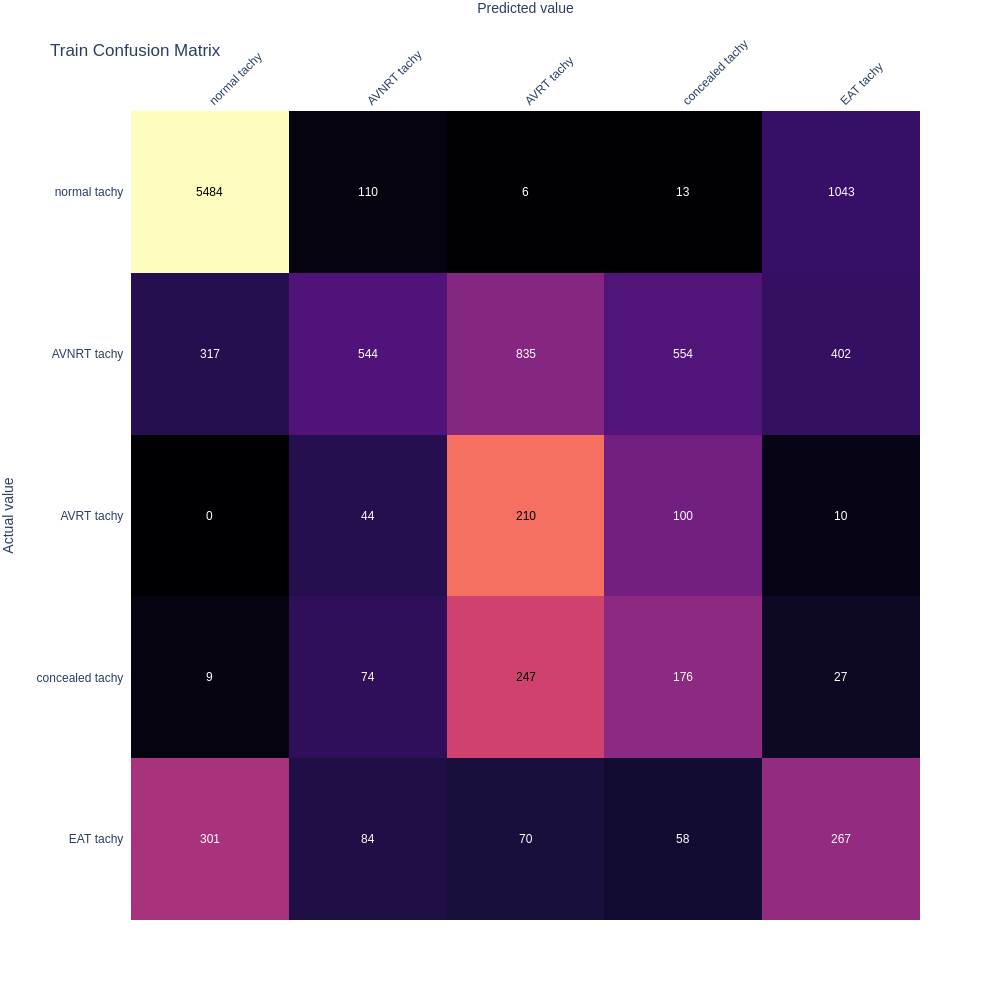 Predicted value
Train Confusion Matrix
normal tachy
AVNRT tachy
AVRT tachy
concealed tachy
EAT tachy
Actual value
normal tachy 5484 110 6 13 1043
AVNRT tachy 317 544 835 554 402
AVRT tachy 0 44 210 100 10
concealed tachy 9 74 247 176 27
EAT tachy 301 84 70 58 267